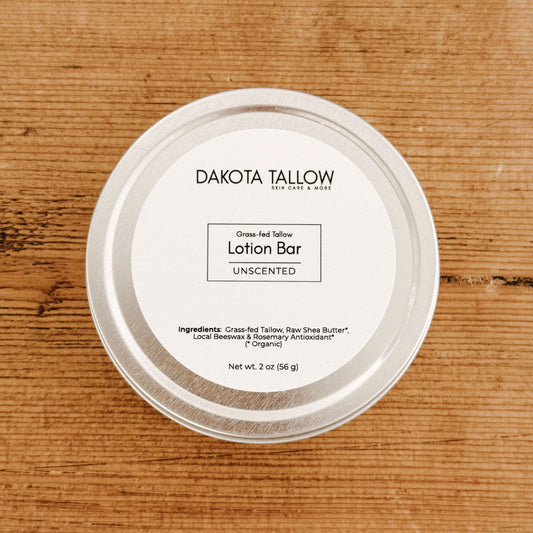 DAKOTA TALLOW
SKIN CARE & MORE
Grass-fed Tallow
Lotion Bar
UNSCENTED
Ingredients: Grass-fed Tallow, Raw Shea Butter*,
Local Beeswax & Rosemary Antioxidant*
(* Organic)
Net wt. 2 oz (56 g)